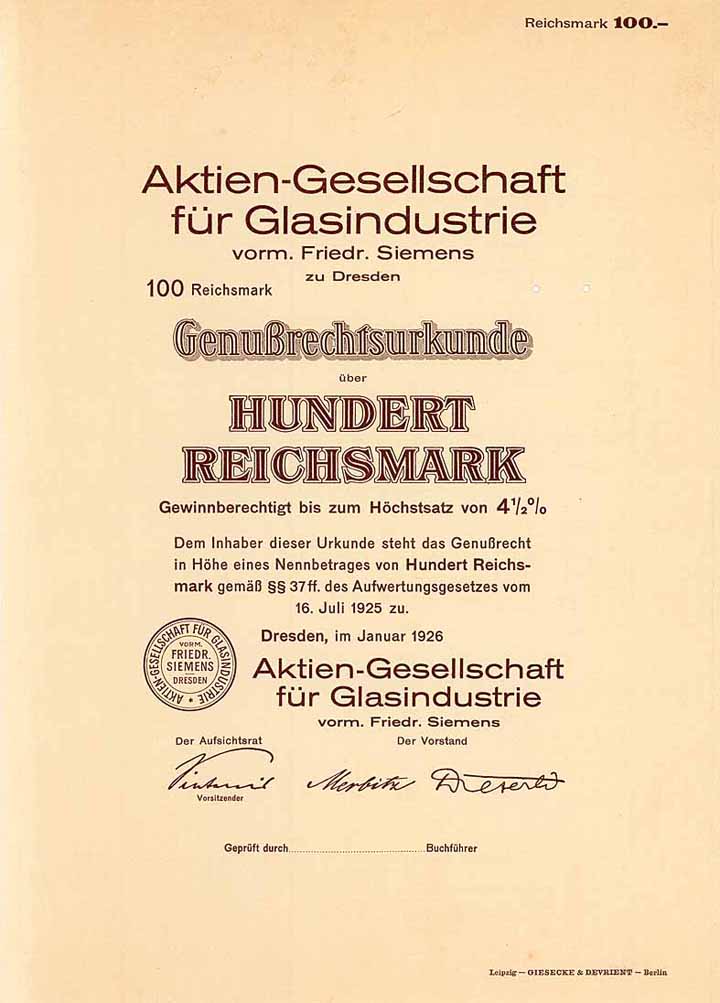 Reichsmark 100.–
Aktien-Gesellschaft
für Glasindustrie
vorm. Friedr. Siemens
zu Dresden
100 Reichsmark
Genußrechtsurkunde
über
HUNDERT
REICHSMARK
Gewinnberechtigt bis zum Höchstsatz von 4½%
Dem Inhaber dieser Urkunde steht das Genußrecht
in Höhe eines Nennbetrages von Hundert Reichs-
mark gemäß §§ 37 ff. des Aufwertungsgesetzes vom
16. Juli 1925 zu.
Dresden, im Januar 1926
AKTIEN-GESELLSCHAFT FÜR GLASINDUSTRIE
VORM.
FRIEDR.
SIEMENS
DRESDEN
Aktien-Gesellschaft
für Glasindustrie
vorm. Friedr. Siemens
Der Aufsichtsrat
Der Vorstand
Merbitz
Vorsitzender
Geprüft durch........................................Buchführer
Leipzig – GIESECKE & DEVRIENT – Berlin